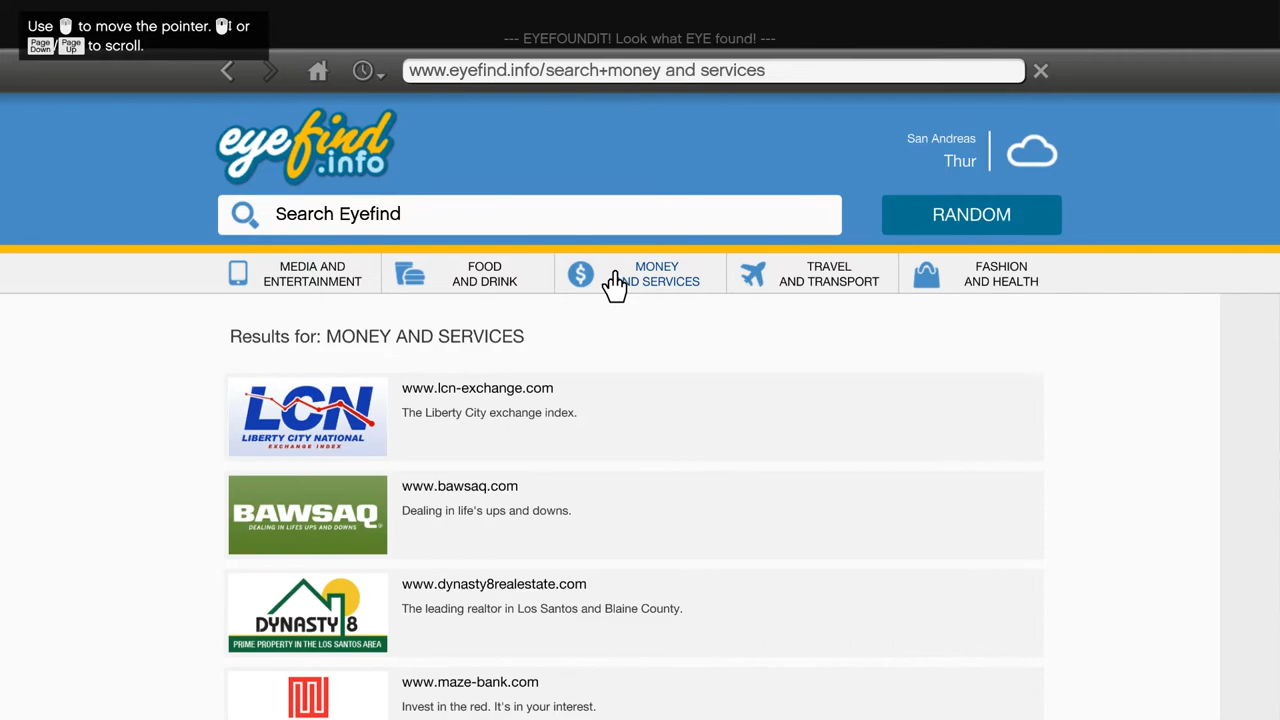 Use to move the pointer. or
Page Down / Page Up to scroll.
--- EYEFOUNDIT! Look what EYE found! ---
www.eyefind.info/search+money and services
eyefind
.info
San Andreas
Thur
Search Eyefind
RANDOM
MEDIA AND
ENTERTAINMENT
FOOD
AND DRINK
MONEY
AND SERVICES
TRAVEL
AND TRANSPORT
FASHION
AND HEALTH
Results for: MONEY AND SERVICES
LCN
LIBERTY CITY NATIONAL
EXCHANGE INDEX
www.lcn-exchange.com
The Liberty City exchange index.
BAWSAQ
DEALING IN LIFES UPS AND DOWNS
www.bawsaq.com
Dealing in life's ups and downs.
DYNASTY 8
PRIME PROPERTY IN THE LOS SANTOS AREA
www.dynasty8realestate.com
The leading realtor in Los Santos and Blaine County.
www.maze-bank.com
Invest in the red. It's in your interest.